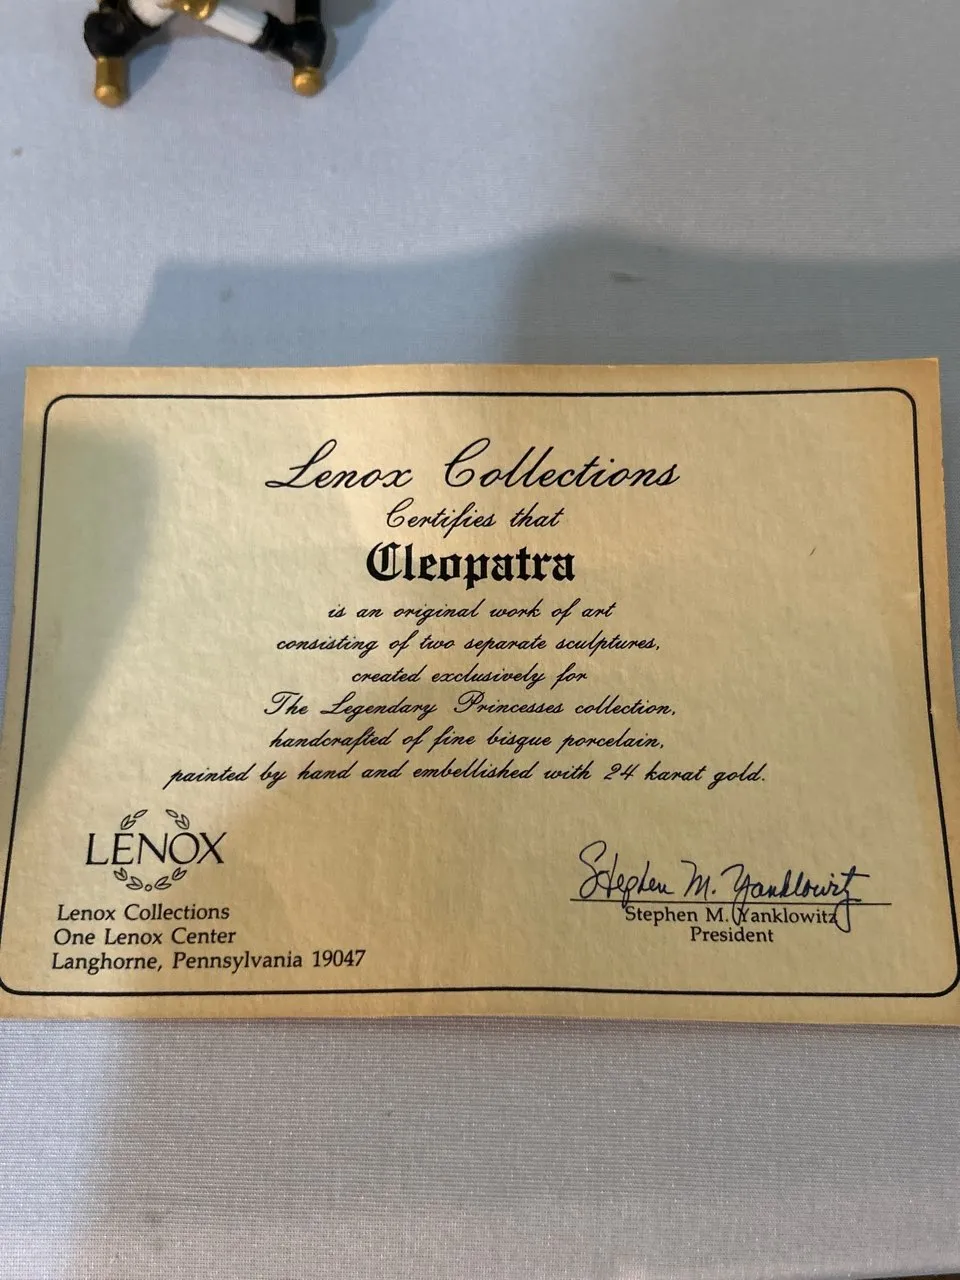 Lenox Collections
Certifies that
Cleopatra
is an original work of art
consisting of two separate sculptures,
created exclusively for
The Legendary Princesses collection,
handcrafted of fine bisque porcelain,
painted by hand and embellished with 24 karat gold.
LENOX
Lenox Collections
One Lenox Center
Langhorne, Pennsylvania 19047
Stephen M. Yanklowitz
Stephen M. Yanklowitz
President